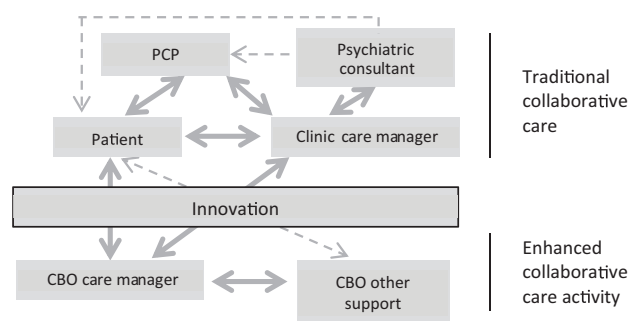 PCP
Psychiatric
consultant
Patient
Clinic care manager
Traditional
collaborative
care
Innovation
CBO care manager
CBO other
support
Enhanced
collaborative
care activity